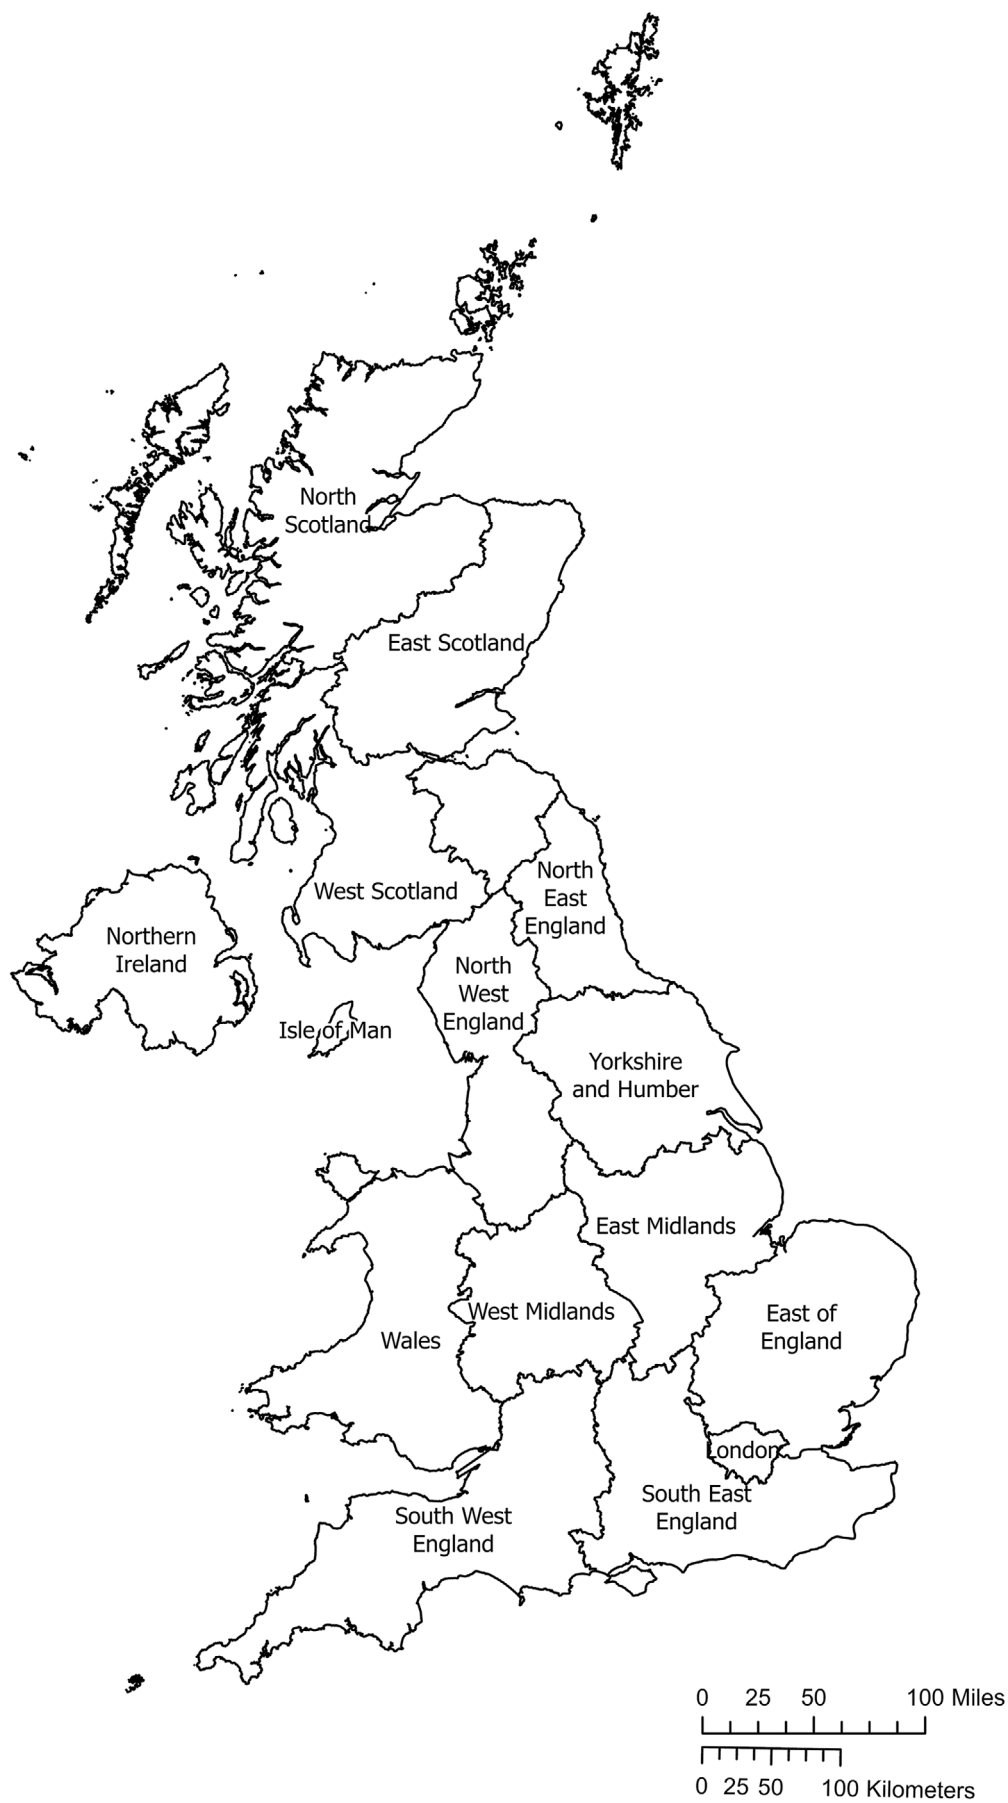 North
Scotland
East Scotland
North
East
England
West Scotland
Northern
Ireland
North
West
England
Isle of Man
Yorkshire
and Humber
East Midlands
West Midlands
East of
England
Wales
London
South East
England
South West
England
0 25 50 100 Miles
0 25 50 100 Kilometers